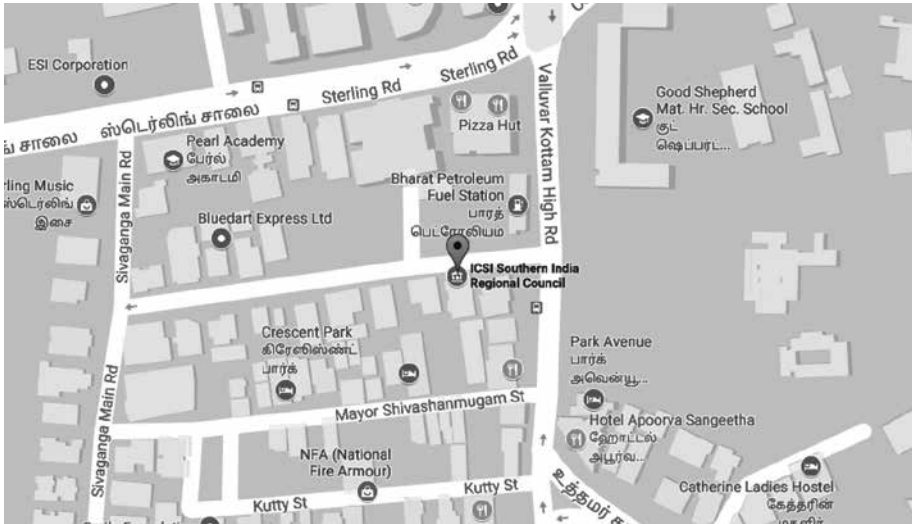 ESI Corporation
Sterling Rd
Sterling Rd
ஸ்டெர்லிங் சாலை
சாலை
Pizza Hut
Valluvar Kottam High Rd
Good Shepherd
Mat. Hr. Sec. School
குட்
ஷெப்பர்ட்...
Pearl Academy
பேர்ல்
அகாடமி
Sivaganga Main Rd
rling Music
ஸ்டெர்லிங்
இசை
Bharat Petroleum
Fuel Station
பாரத்
பெட்ரோலியம
Bluedart Express Ltd
ICSI Southern India
Regional Council
Crescent Park
கிரேஸிஸ்ண்ட்
பார்க்
Park Avenue
பார்க்
அவென்யூ...
Sivaganga Main Rd
Mayor Shivashanmugam St
Hotel Apoorva Sangeetha
ஹோட்டல்
அபூர்வ...
NFA (National
Fire Armour)
Kutty St
Kutty St
உத்தமர்
Catherine Ladies Hostel
கேத்தரின்